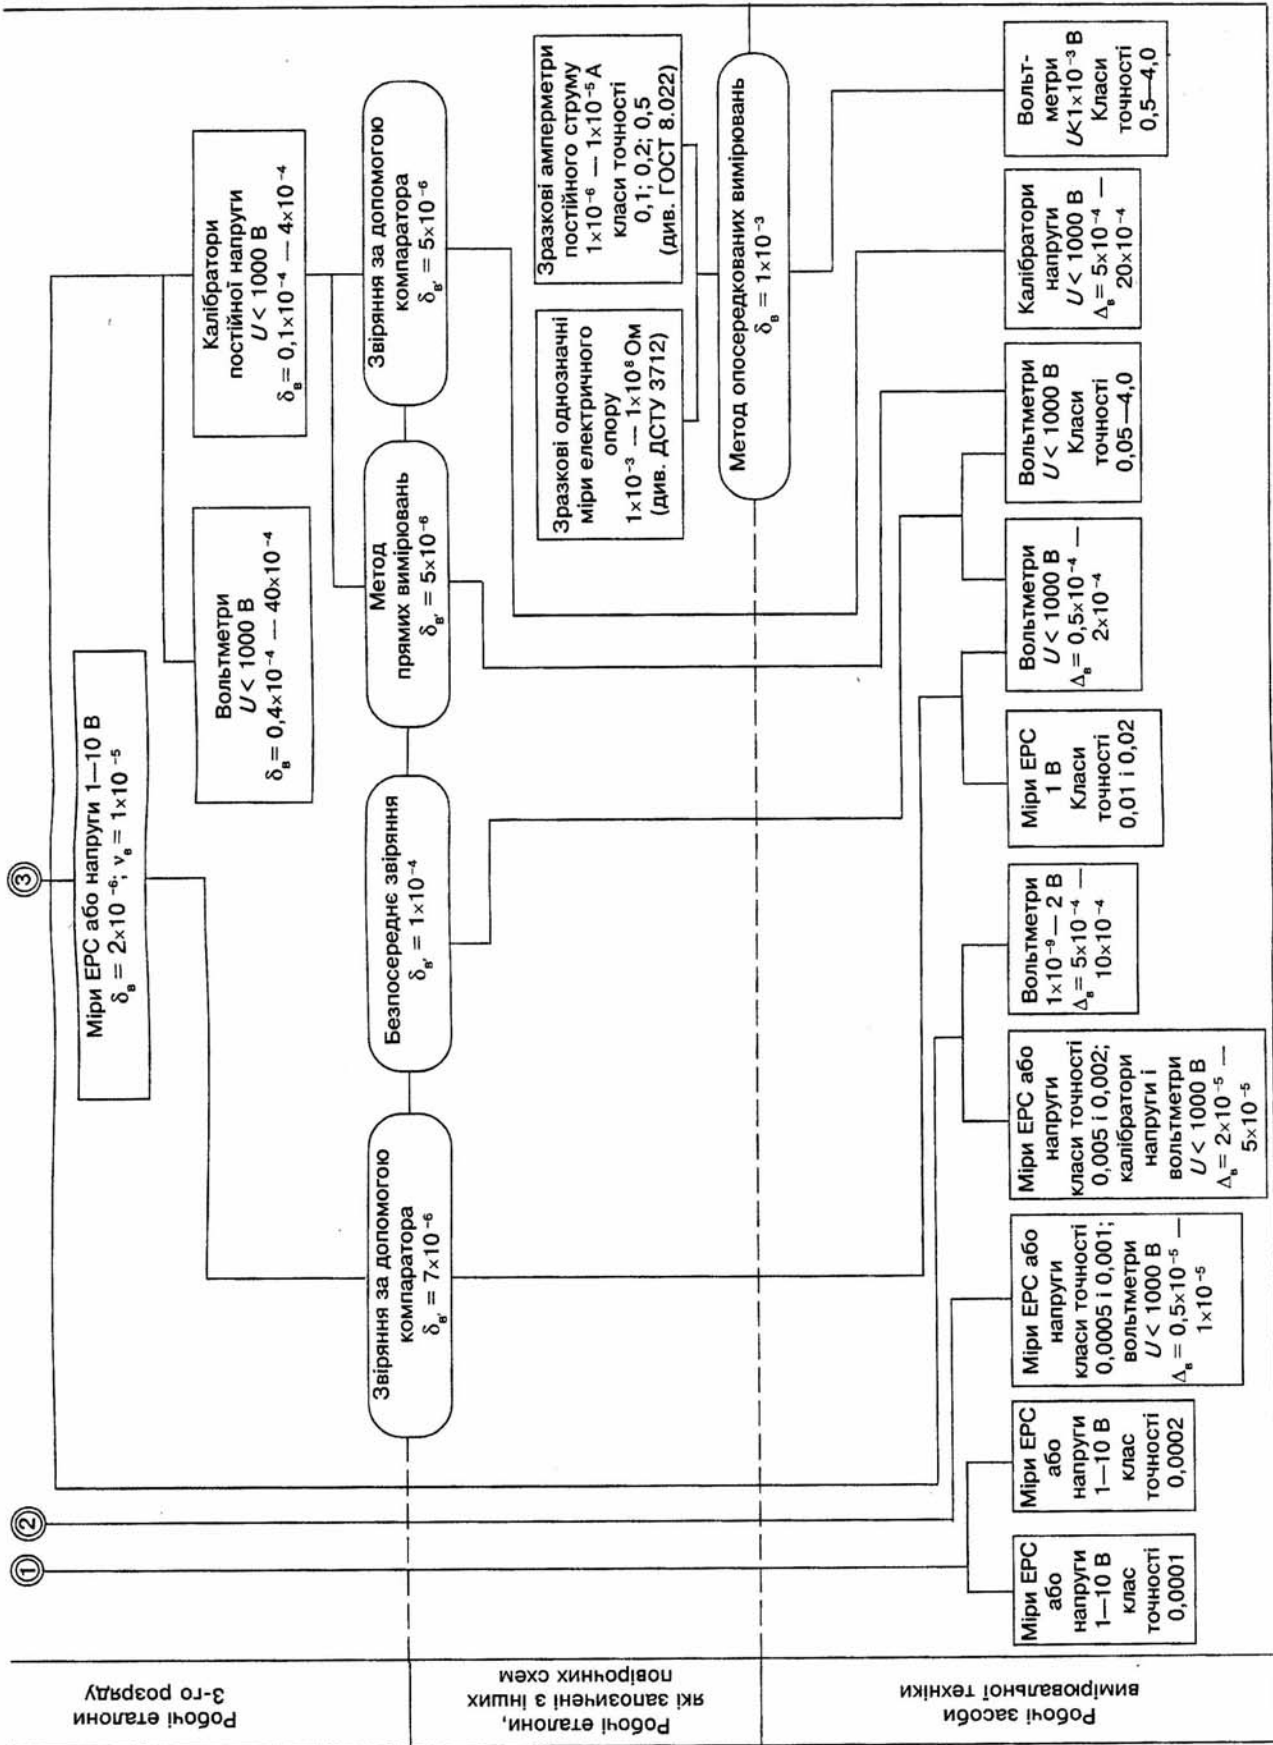 Робочі еталони
3-го розряду
Робочі еталони,
які запозичені з інших
повірочних схем
Робочі засоби
вимірювальної техніки
1
2
3
Міри ЕРС або напруги 1—10 В
δв = 2×10⁻⁶; νв = 1×10⁻⁵
Вольтметри
U < 1000 В
δв = 0,4×10⁻⁴ — 40×10⁻⁴
Калібратори
постійної напруги
U < 1000 В
δв = 0,1×10⁻⁴ — 4×10⁻⁴
Звіряння за допомогою
компаратора
δв' = 7×10⁻⁶
Безпосереднє звіряння
δв' = 1×10⁻⁴
Метод
прямих вимірювань
δв' = 5×10⁻⁶
Звіряння за допомогою
компаратора
δв' = 5×10⁻⁶
Зразкові однозначні
міри електричного
опору
1×10⁻³ — 1×10⁸ Ом
(див. ДСТУ 3712)
Зразкові амперметри
постійного струму
1×10⁻⁶ — 1×10⁻⁵ А
класи точності
0,1; 0,2; 0,5
(див. ГОСТ 8.022)
Метод опосередкованих вимірювань
δв = 1×10⁻³
Міри ЕРС
або
напруги
1—10 В
клас
точності
0,0001
Міри ЕРС
або
напруги
1—10 В
клас
точності
0,0002
Міри ЕРС або
напруги
класи точності
0,0005 і 0,001;
вольтметри
U < 1000 В
Δв = 0,5×10⁻⁵ —
1×10⁻⁵
Міри ЕРС або
напруги
класи точності
0,005 і 0,002;
калібратори
напруги і
вольтметри
U < 1000 В
Δв = 2×10⁻⁵ —
5×10⁻⁵
Вольтметри
1×10⁻⁹ — 2 В
Δв = 5×10⁻⁴ —
10×10⁻⁴
Міри ЕРС
1 В
Класи
точності
0,01 і 0,02
Вольтметри
U < 1000 В
Δв = 0,5×10⁻⁴ —
2×10⁻⁴
Вольтметри
U < 1000 В
Класи
точності
0,05—4,0
Калібратори
напруги
U < 1000 В
Δв = 5×10⁻⁴ —
20×10⁻⁴
Вольт-
метри
U<1×10⁻³ В
Класи
точності
0,5—4,0